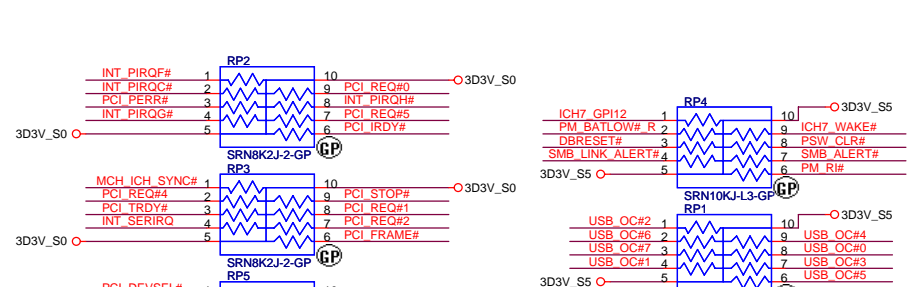 RP2
INT_PIRQF# 1 10 3D3V_S0
INT_PIRQC# 2 9 PCI_REQ#0
PCI_PERR# 3 8 INT_PIRQH#
INT_PIRQG# 4 7 PCI_REQ#5
3D3V_S0 5 6 PCI_IRDY#
SRN8K2J-2-GP GP
RP3
MCH_ICH_SYNC# 1 10 3D3V_S0
PCI_REQ#4 2 9 PCI_STOP#
PCI_TRDY# 3 8 PCI_REQ#1
INT_SERIRQ 4 7 PCI_REQ#2
3D3V_S0 5 6 PCI_FRAME#
SRN8K2J-2-GP GP
RP5
RP4
ICH7_GPI12 1 10 3D3V_S5
PM_BATLOW#_R 2 9 ICH7_WAKE#
DBRESET# 3 8 PSW_CLR#
SMB_LINK_ALERT# 4 7 SMB_ALERT#
3D3V_S5 5 6 PM_RI#
SRN10KJ-L3-GP GP
RP1
USB_OC#2 1 10 3D3V_S5
USB_OC#6 2 9 USB_OC#4
USB_OC#7 3 8 USB_OC#0
USB_OC#1 4 7 USB_OC#3
3D3V_S5 5 6 USB_OC#5